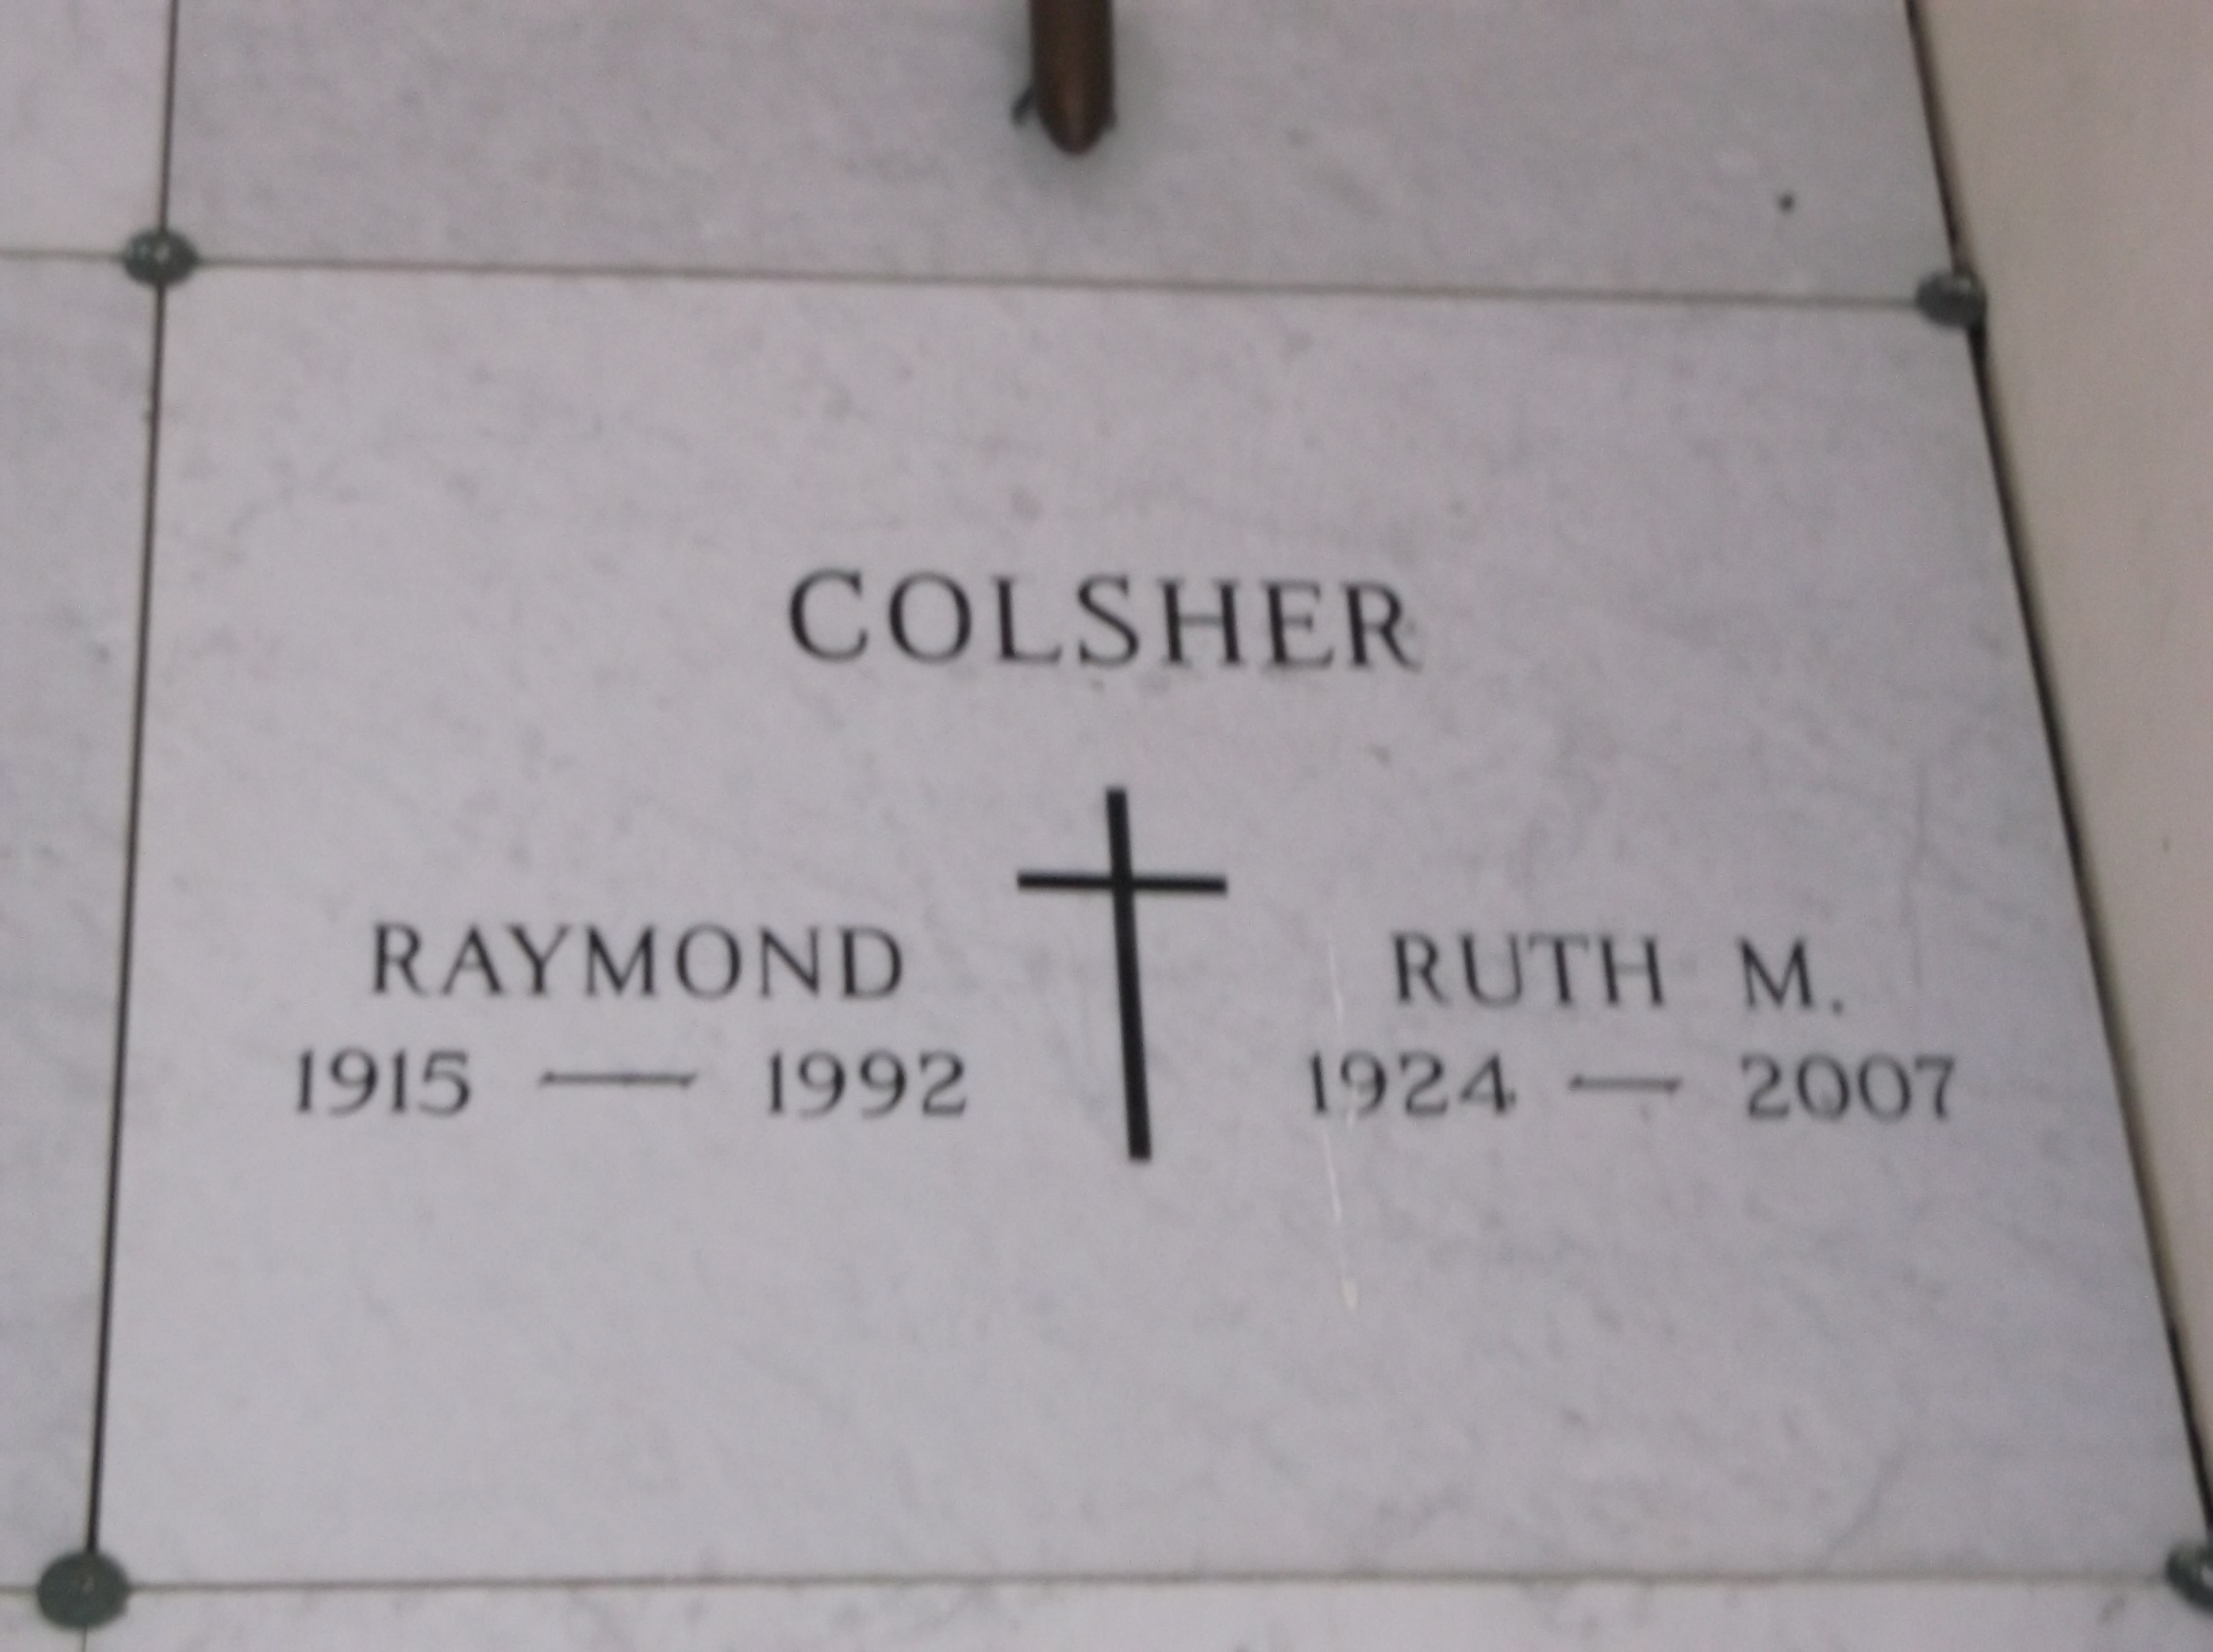 COLSHER
RAYMOND
1915 — 1992
RUTH M.
1924 — 2007